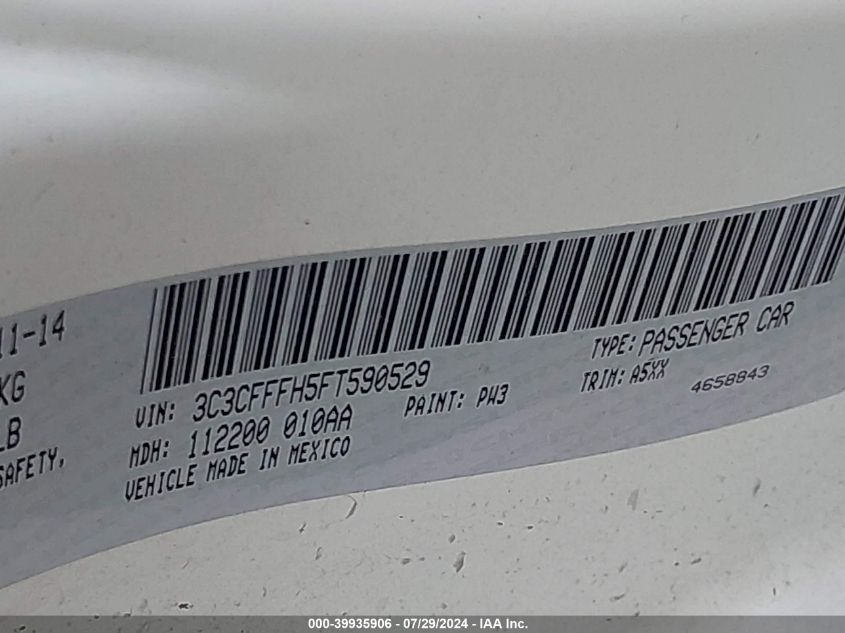 11-14
KG
LB
SAFETY,
VIN: 3C3CFFFH5FT590529
TYPE: PASSENGER CAR
MDH: 112200 010AA
PAINT: PW3
TRIM: A5XX
4658843
VEHICLE MADE IN MEXICO
000-39935906 - 07/29/2024 - IAA Inc.